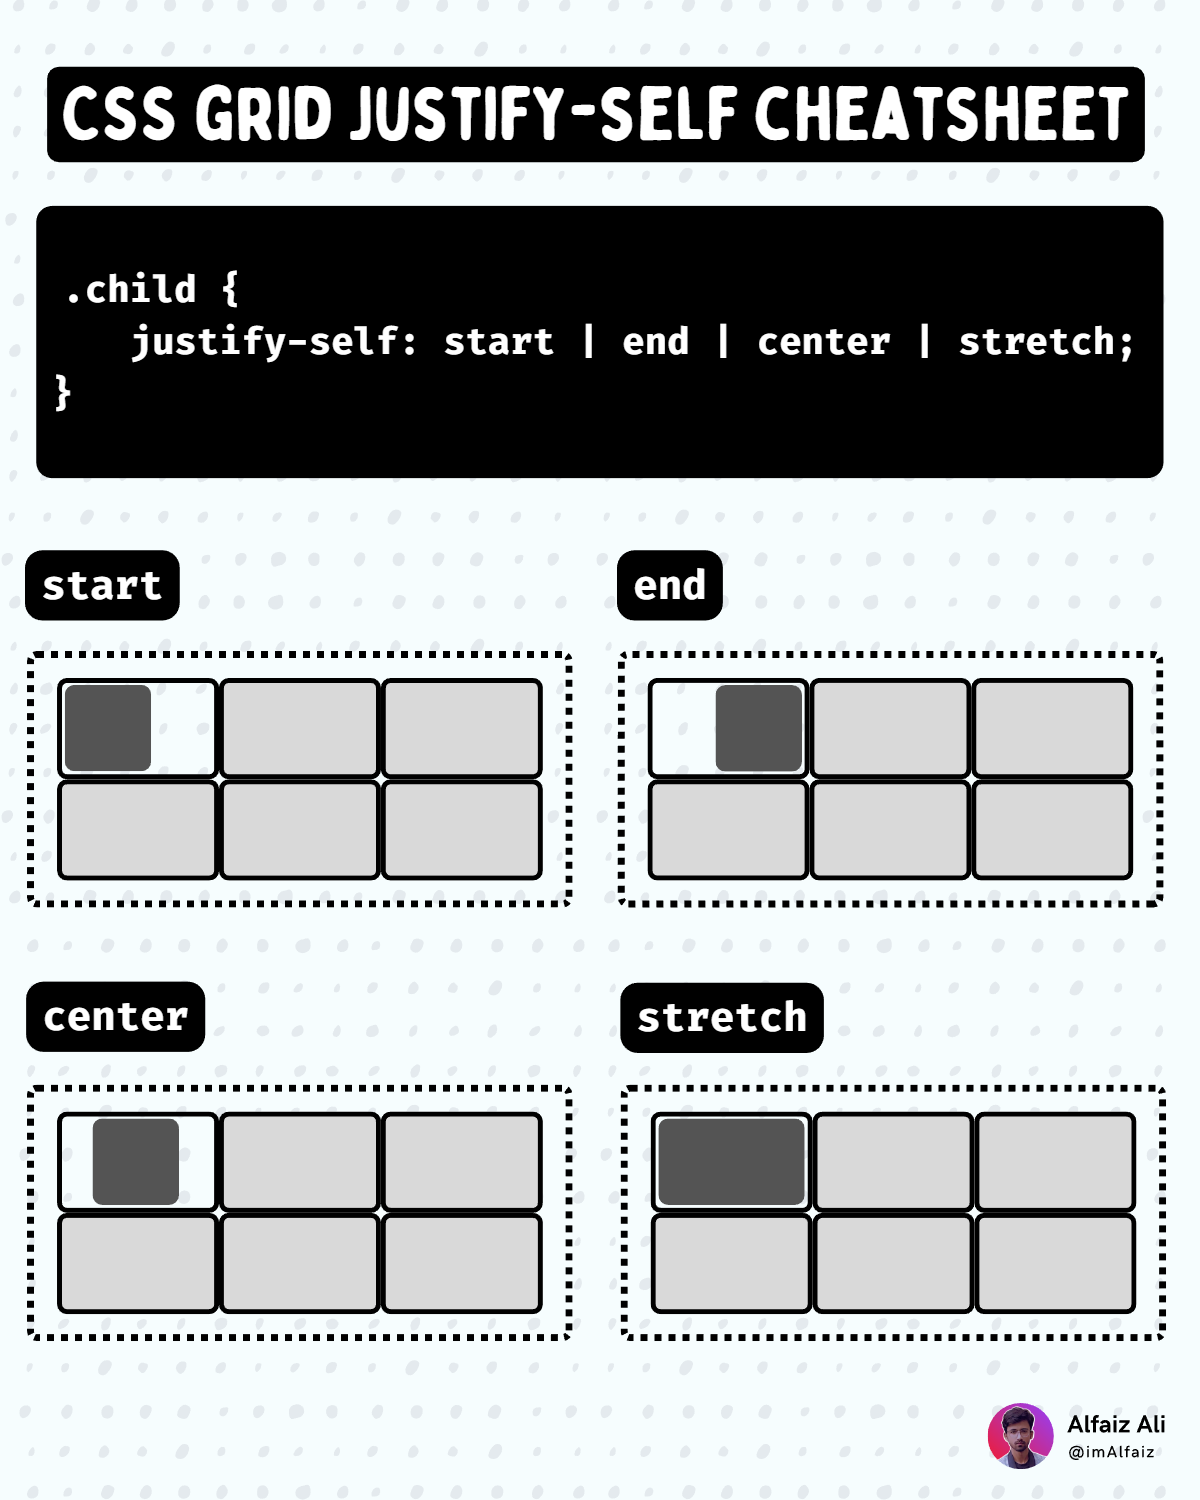 CSS GRID JUSTIFY-SELF CHEATSHEET
.child {
justify-self: start | end | center | stretch;
}
start
end
center
stretch
Alfaiz Ali
@imAlfaiz